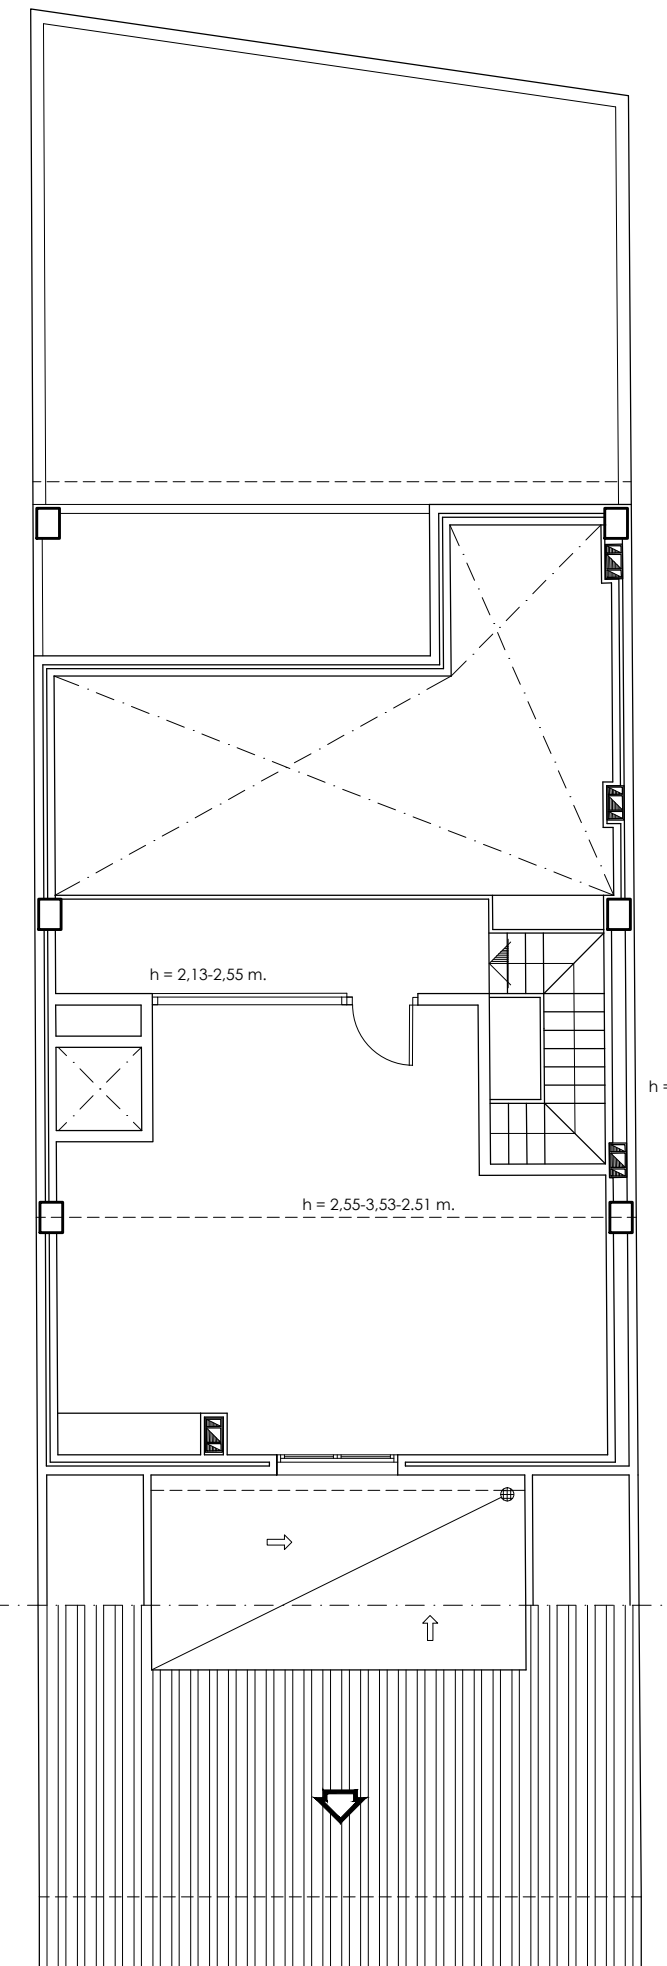 h = 2,13-2,55 m.
h =
h = 2,55-3,53-2.51 m.